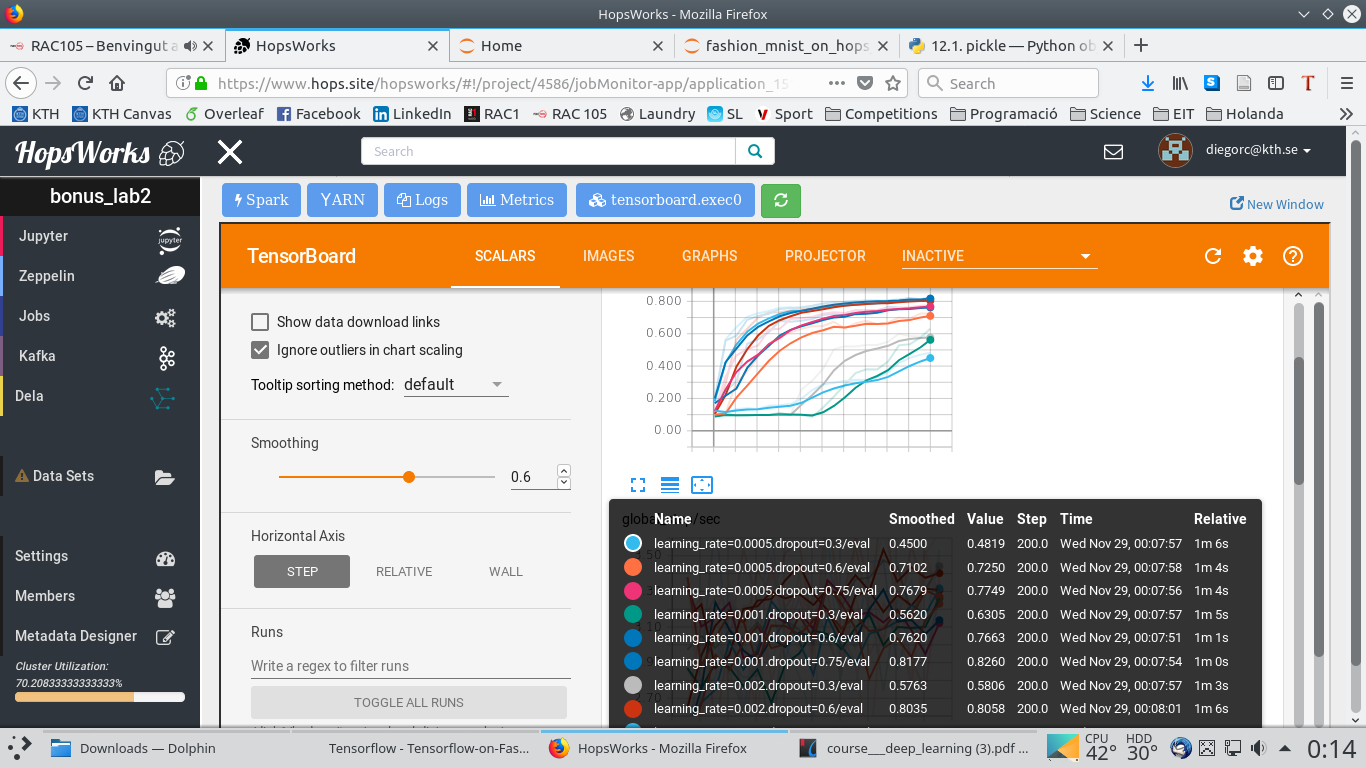 HopsWorks - Mozilla Firefox
RAC105 – Benvingut a
HopsWorks
Home
fashion_mnist_on_hops
12.1. pickle — Python ob
https://www.hops.site/hopsworks/#!/project/4586/jobMonitor-app/application_15
Search
KTH
KTH Canvas
Overleaf
Facebook
LinkedIn
RAC1
RAC 105
Laundry
SL
Sport
Competitions
Programació
Science
EIT
Holanda
HopsWorks
Search
diegorc@kth.se
bonus_lab2
Spark
YARN
Logs
Metrics
tensorboard.exec0
New Window
Jupyter
jupyter
Zeppelin
Jobs
Kafka
Dela
Data Sets
Settings
Members
Metadata Designer
Cluster Utilization:
70.20833333333333%
TensorBoard
SCALARS
IMAGES
GRAPHS
PROJECTOR
INACTIVE
Show data download links
Ignore outliers in chart scaling
Tooltip sorting method: default
Smoothing
0.6
Horizontal Axis
STEP
RELATIVE
WALL
Runs
Write a regex to filter runs
TOGGLE ALL RUNS
0.800
0.600
0.400
0.200
0.00
Name Smoothed Value Step Time Relative
learning_rate=0.0005.dropout=0.3/eval 0.4500 0.4819 200.0 Wed Nov 29, 00:07:57 1m 6s
learning_rate=0.0005.dropout=0.6/eval 0.7102 0.7250 200.0 Wed Nov 29, 00:07:58 1m 4s
learning_rate=0.0005.dropout=0.75/eval 0.7679 0.7749 200.0 Wed Nov 29, 00:07:56 1m 4s
learning_rate=0.001.dropout=0.3/eval 0.5620 0.6305 200.0 Wed Nov 29, 00:07:57 1m 5s
learning_rate=0.001.dropout=0.6/eval 0.7620 0.7663 200.0 Wed Nov 29, 00:07:51 1m 1s
learning_rate=0.001.dropout=0.75/eval 0.8177 0.8260 200.0 Wed Nov 29, 00:07:54 1m 0s
learning_rate=0.002.dropout=0.3/eval 0.5763 0.5806 200.0 Wed Nov 29, 00:07:57 1m 3s
learning_rate=0.002.dropout=0.6/eval 0.8035 0.8058 200.0 Wed Nov 29, 00:08:01 1m 6s
Downloads — Dolphin
Tensorflow - Tensorflow-on-Fas...
HopsWorks - Mozilla Firefox
course___deep_learning (3).pdf ...
CPU
42°
HDD
30°
0:14